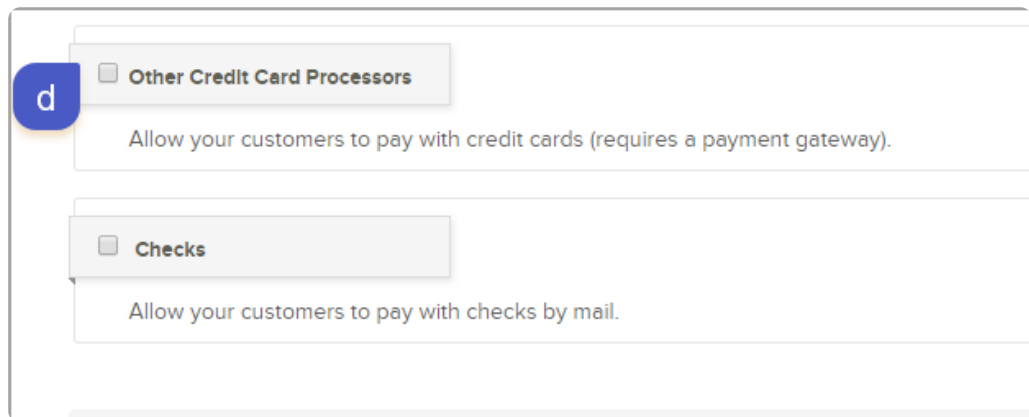 d
Other Credit Card Processors
Allow your customers to pay with credit cards (requires a payment gateway).
Checks
Allow your customers to pay with checks by mail.